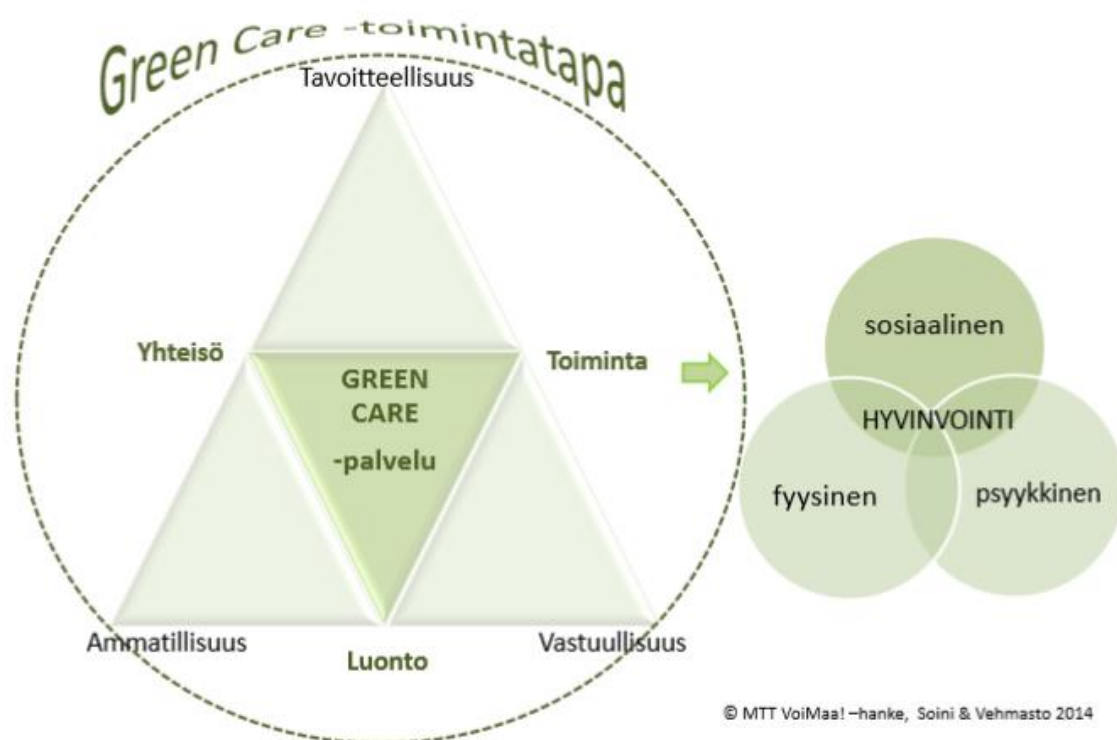 Green Care -toimintatapa
Tavoitteellisuus
Yhteisö
Toiminta
GREEN
CARE
-palvelu
Ammatillisuus
Luonto
Vastuullisuus
sosiaalinen
HYVINVOINTI
fyysinen
psyykkinen
© MTT VoiMaa! –hanke, Soini & Vehmasto 2014